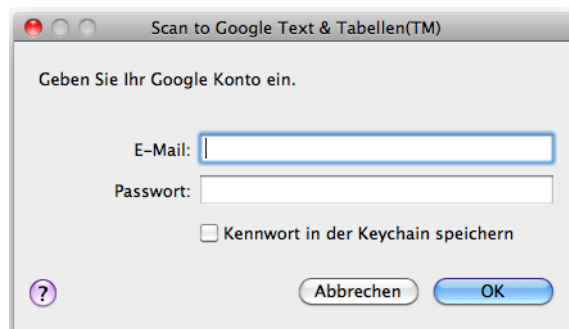 Scan to Google Text & Tabellen(TM)
Geben Sie Ihr Google Konto ein.
E-Mail:
Passwort:
Kennwort in der Keychain speichern
? Abbrechen OK